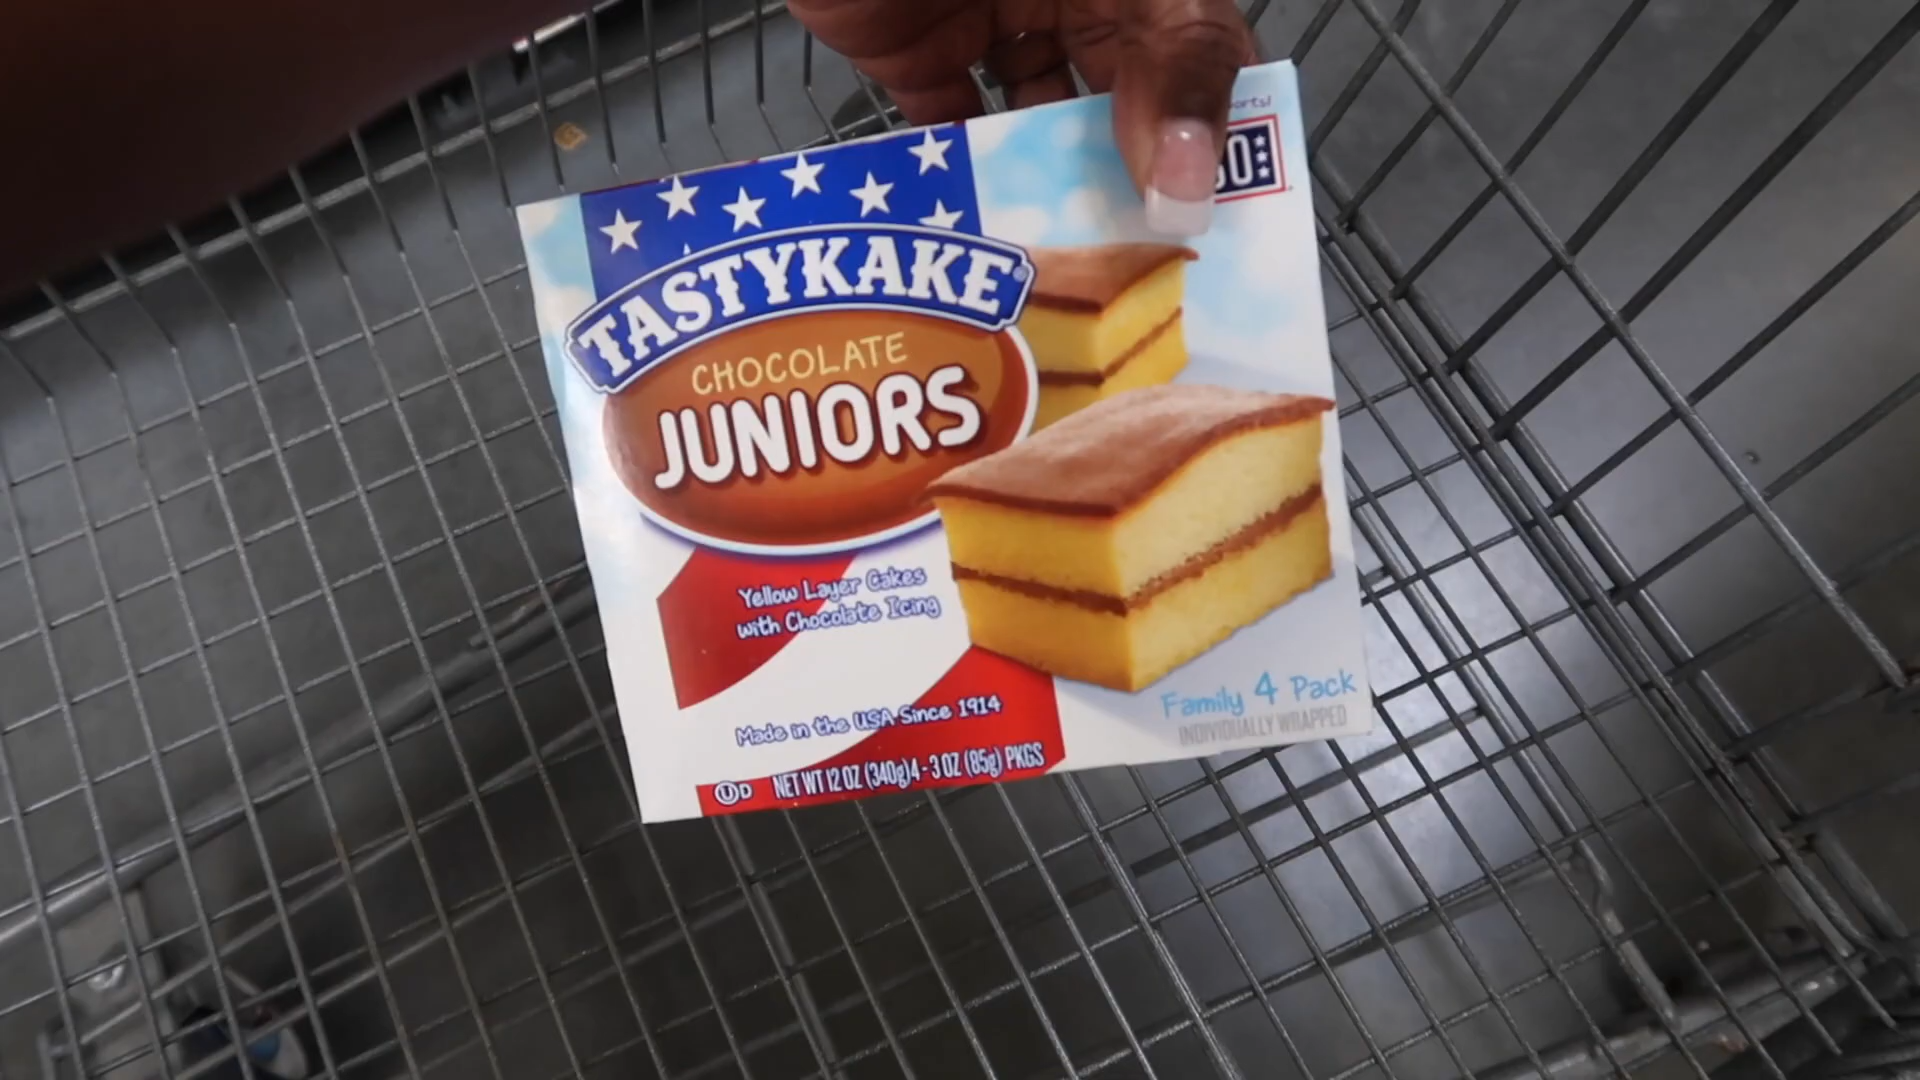 TASTYKAKE®
CHOCOLATE
JUNIORS
Yellow Layer Cakes
with Chocolate Icing
Made in the USA Since 1914
Family 4 Pack
INDIVIDUALLY WRAPPED
UD NET WT 12 OZ (340g) 4 - 3 OZ (85g) PKGS